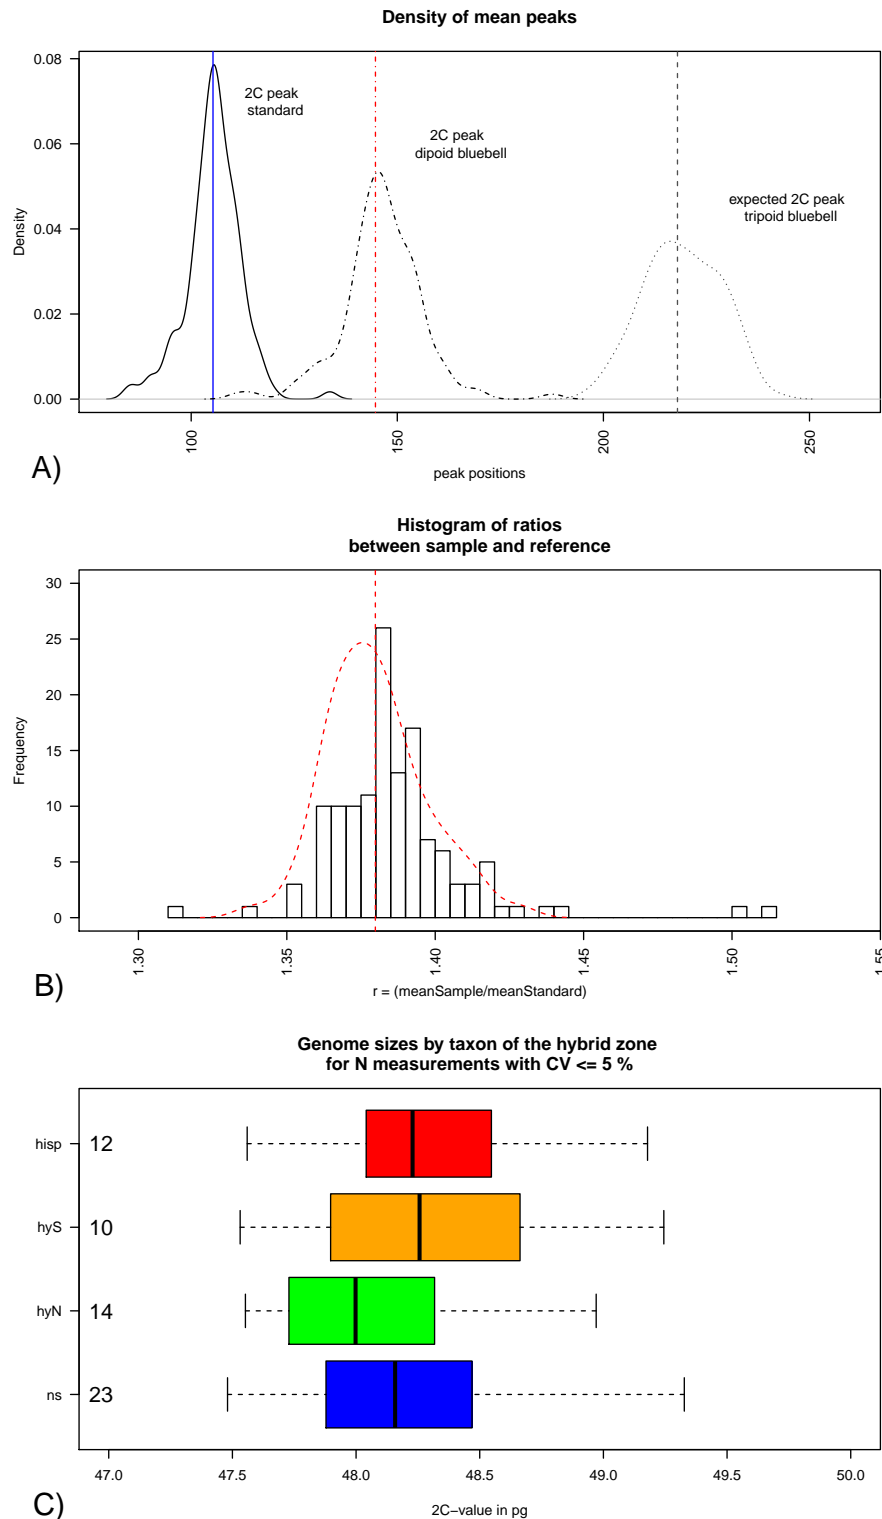 Density of mean peaks
0.08
0.06
0.04
0.02
0.00
Density
2C peak
standard
2C peak
dipoid bluebell
expected 2C peak
tripoid bluebell
100
150
200
250
peak positions
A)
Histogram of ratios
between sample and reference
30
25
20
15
10
5
0
Frequency
1.30
1.35
1.40
1.45
1.50
1.55
r = (meanSample/meanStandard)
B)
Genome sizes by taxon of the hybrid zone
for N measurements with CV <= 5 %
hisp 12
hyS 10
hyN 14
ns 23
47.0 47.5 48.0 48.5 49.0 49.5 50.0
2C−value in pg
C)